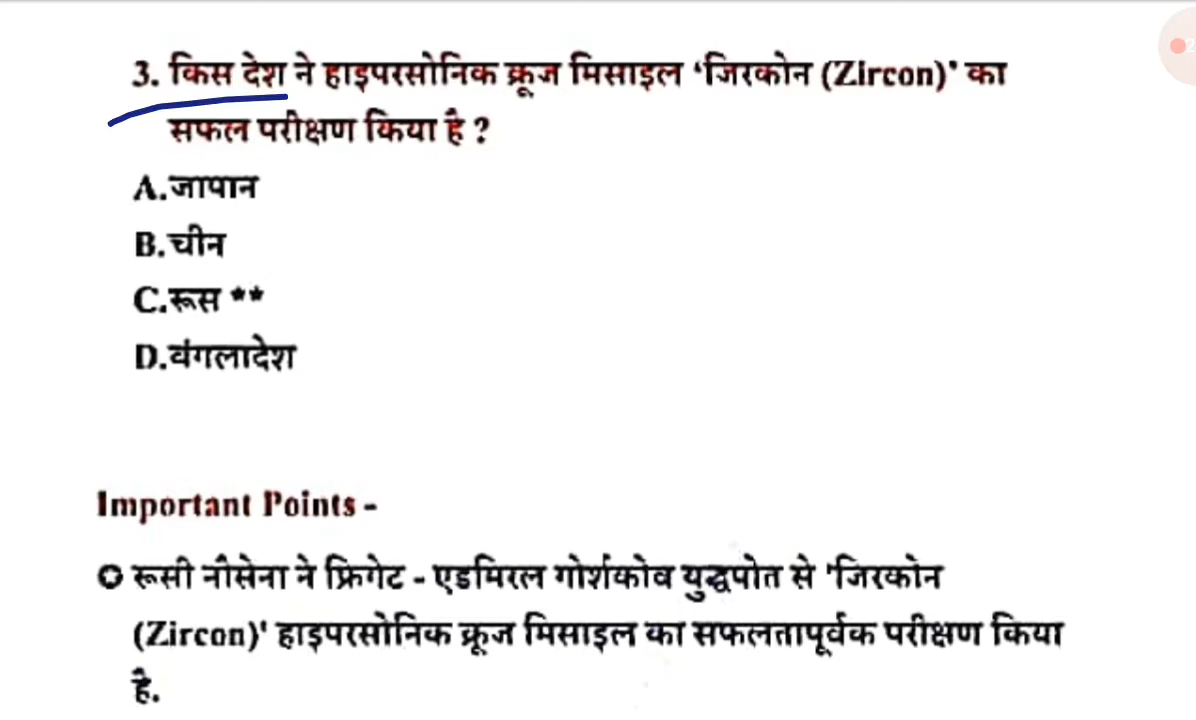 3. किस देश ने हाइपरसोनिक क्रूज मिसाइल ‘जिरकोन (Zircon)’ का
सफल परीक्षण किया है ?
A.जापान
B.चीन
C.रूस **
D.वंगलादेश
Important Points -
रूसी नौसेना ने फ्रिगेट - एडमिरल गोर्शकोव युद्धपोत से 'जिरकोन
(Zircon)' हाइपरसोनिक क्रूज मिसाइल का सफलतापूर्वक परीक्षण किया
है.